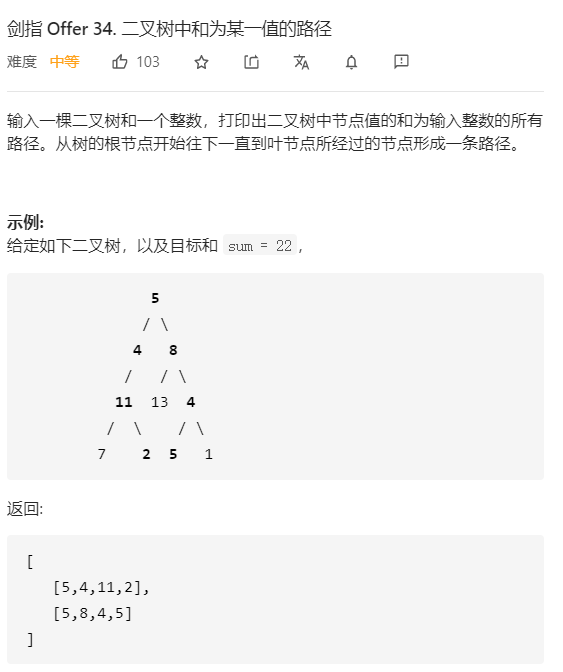 剑指 Offer 34. 二叉树中和为某一值的路径
难度 中等 103
输入一棵二叉树和一个整数，打印出二叉树中节点值的和为输入整数的所有
路径。从树的根节点开始往下一直到叶节点所经过的节点形成一条路径。
示例:
给定如下二叉树，以及目标和 sum = 22，
5
/ \
4 8
/ / \
11 13 4
/ \ / \
7 2 5 1
返回:
[
[5,4,11,2],
[5,8,4,5]
]